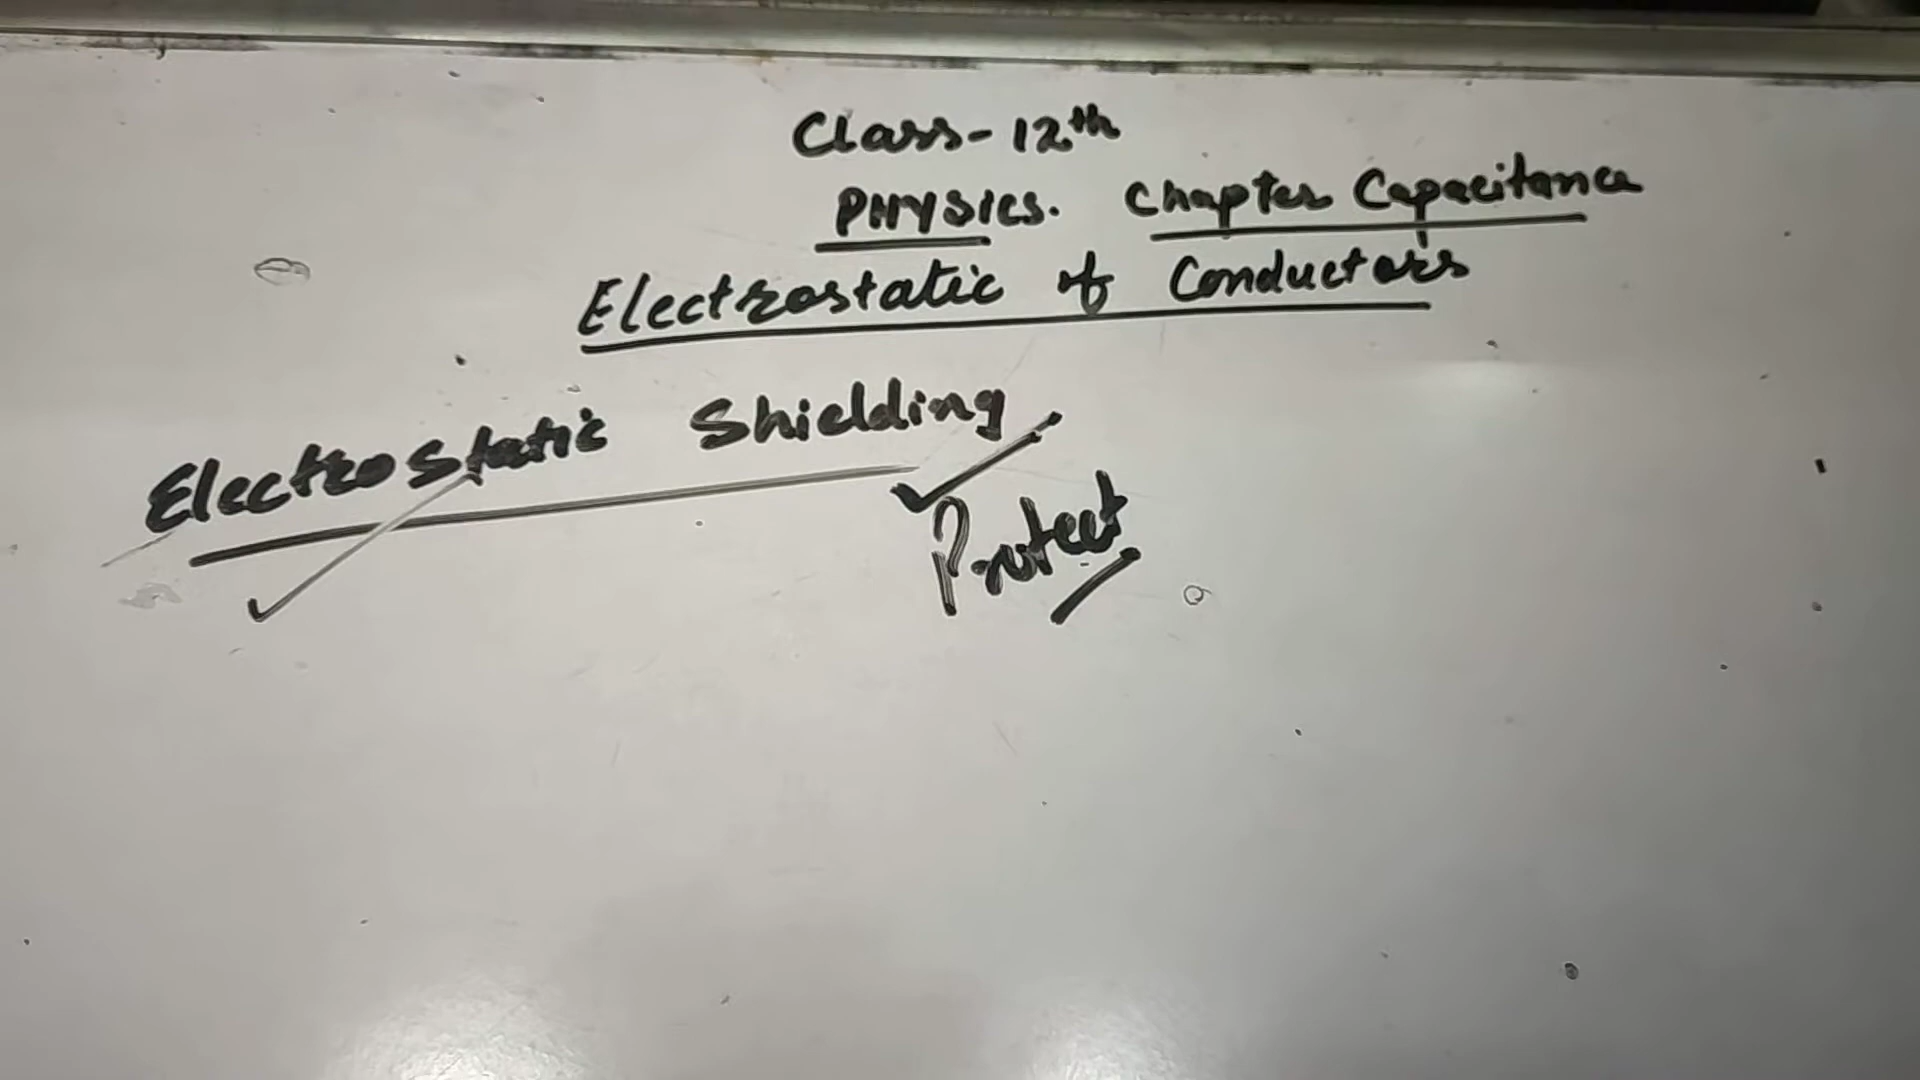 Class-12th
PHYSICS. Chapter Capacitance
Electrostatic of Conductors
Electrostatic Shielding
Protect